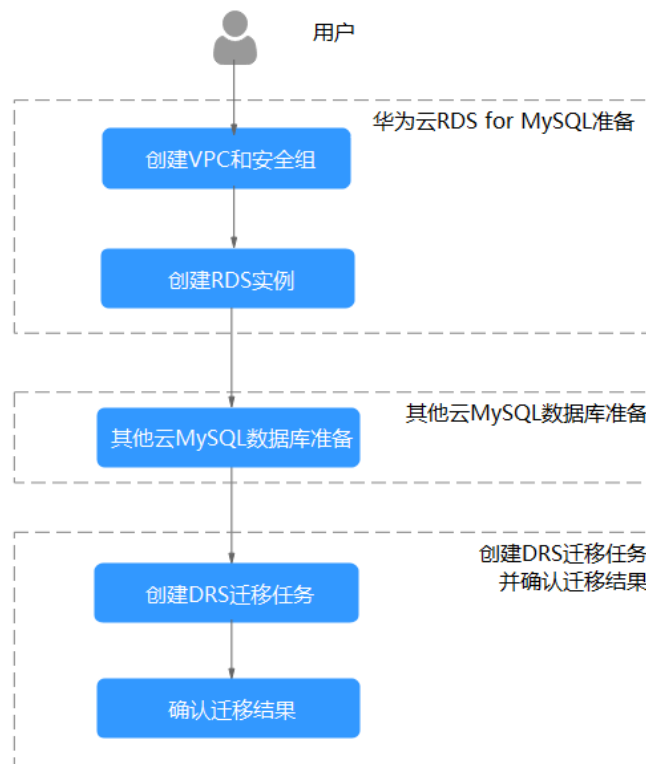 用户
华为云RDS for MySQL准备
创建VPC和安全组
创建RDS实例
其他云MySQL数据库准备
其他云MySQL数据库准备
创建DRS迁移任务
并确认迁移结果
创建DRS迁移任务
确认迁移结果